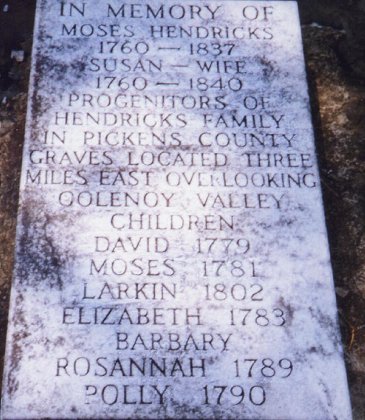 IN MEMORY OF
MOSES HENDRICKS
1760 — 1837
SUSAN — WIFE
1760 — 1840
PROGENITORS OF
HENDRICKS FAMILY
IN PICKENS COUNTY
GRAVES LOCATED THREE
MILES EAST OVERLOOKING
OOLENOY VALLEY
CHILDREN
DAVID 1779
MOSES 1781
LARKIN 1802
ELIZABETH 1783
BARBARY
ROSANNAH 1789
POLLY 1790